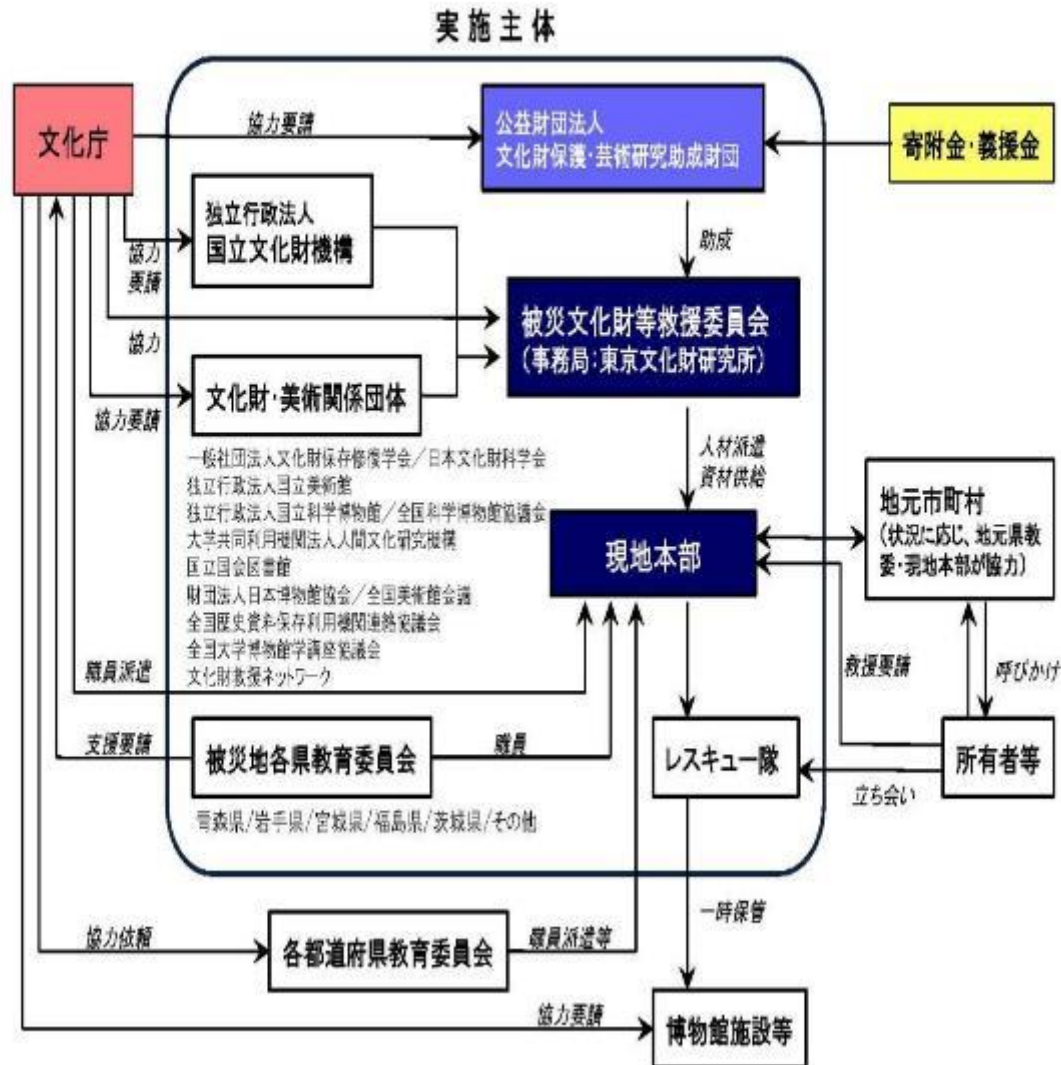 実施主体
文化庁
協力要請
公益財団法人
文化財保護・芸術研究助成財団
寄附金・義援金
独立行政法人
国立文化財機構
協力
要請
助成
協力
被災文化財等救援委員会
(事務局:東京文化財研究所)
文化財・美術関係団体
協力要請
一般社団法人文化財保存修復学会/日本文化財科学会
独立行政法人国立美術館
独立行政法人国立科学博物館/全国科学博物館協議会
大学共同利用機関法人人間文化研究機構
国立国会図書館
財団法人日本博物館協会/全国美術館会議
全国歴史資料保存利用機関連絡協議会
全国大学博物館学講座協議会
文化財救援ネットワーク
人材派遣
資材供給
現地本部
地元市町村
(状況に応じ、地元県教
委・現地本部が協力)
職員派遣
救援要請
呼びかけ
支援要請
被災地各県教育委員会
職員
レスキュー隊
所有者等
立ち会い
青森県/岩手県/宮城県/福島県/茨城県/その他
一時保管
協力依頼
各都道府県教育委員会
職員派遣等
協力要請
博物館施設等